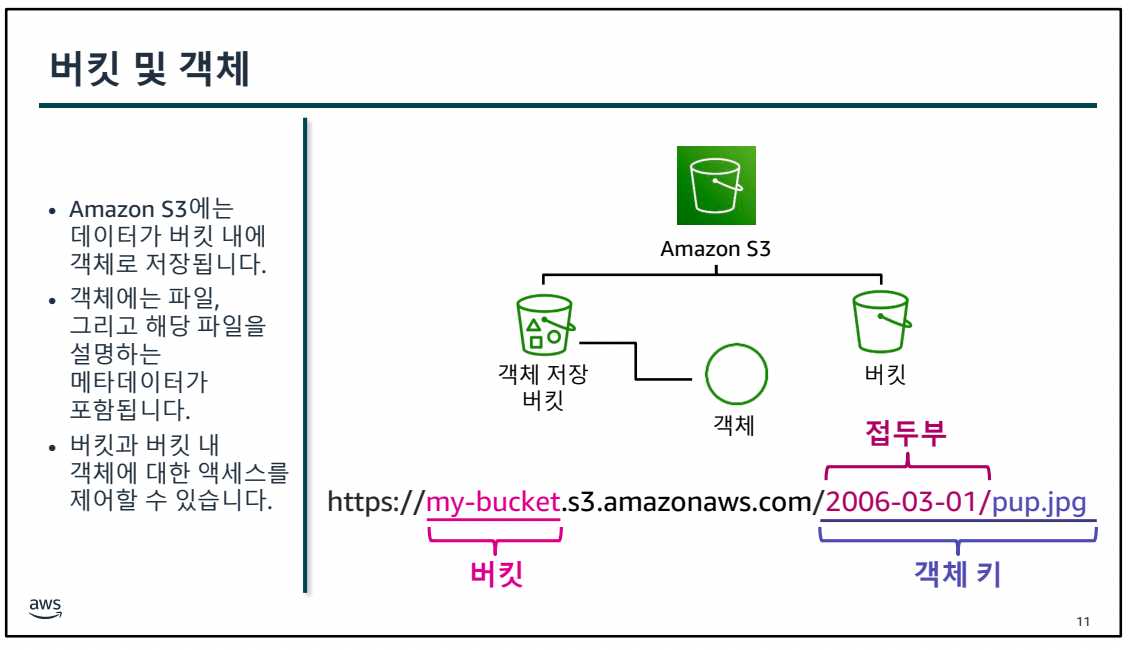 버킷 및 객체
• Amazon S3에는
데이터가 버킷 내에
객체로 저장됩니다.
• 객체에는 파일,
그리고 해당 파일을
설명하는
메타데이터가
포함됩니다.
• 버킷과 버킷 내
객체에 대한 액세스를
제어할 수 있습니다.
Amazon S3
객체 저장
버킷
객체
버킷
접두부
https://my-bucket.s3.amazonaws.com/2006-03-01/pup.jpg
버킷
객체 키
aws
11